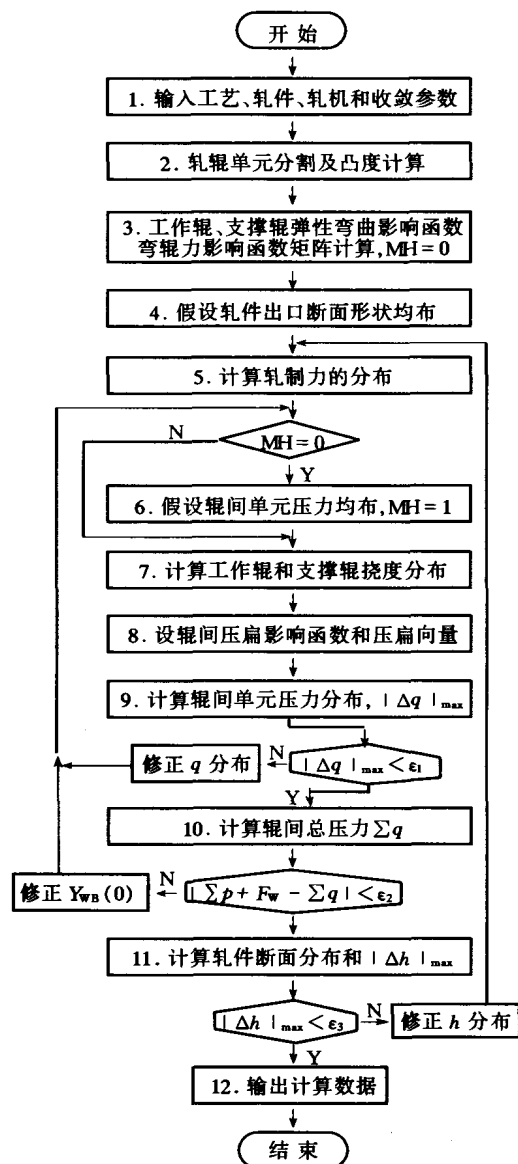 开 始
1. 输入工艺、轧件、轧机和收敛参数
2. 轧辊单元分割及凸度计算
3. 工作辊、支撑辊弹性弯曲影响函数
弯辊力影响函数矩阵计算,MH=0
4. 假设轧件出口断面形状均布
5. 计算轧制力的分布
N
MH=0
Y
6. 假设辊间单元压力均布,MH=1
7. 计算工作辊和支撑辊挠度分布
8. 设辊间压扁影响函数和压扁向量
9. 计算辊间单元压力分布, |Δq|max
修正 q 分布
N
|Δq|max<ε1
Y
10. 计算辊间总压力 Σq
修正 YWB(0)
N
|Σp+FW-Σq|<ε2
11. 计算轧件断面分布和 |Δh|max
|Δh|max<ε3
N
修正 h 分布
Y
12. 输出计算数据
结 束